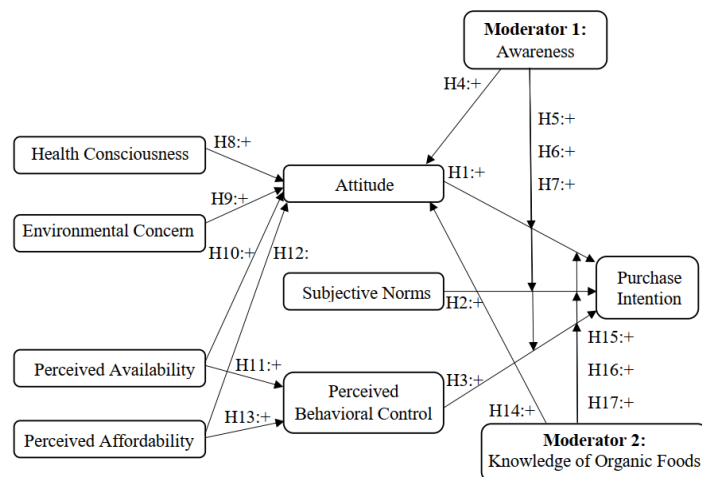 Moderator 1:
Awareness
H4:+
H5:+
H6:+
H7:+
H8:+
Health Consciousness
H1:+
Attitude
H9:+
Environmental Concern
H10:+
H12:
Subjective Norms
H2:+
Purchase
Intention
H15:+
H16:+
H17:+
Perceived Availability
H11:+
Perceived
Behavioral Control
H3:+
H14:+
Perceived Affordability
H13:+
Moderator 2:
Knowledge of Organic Foods